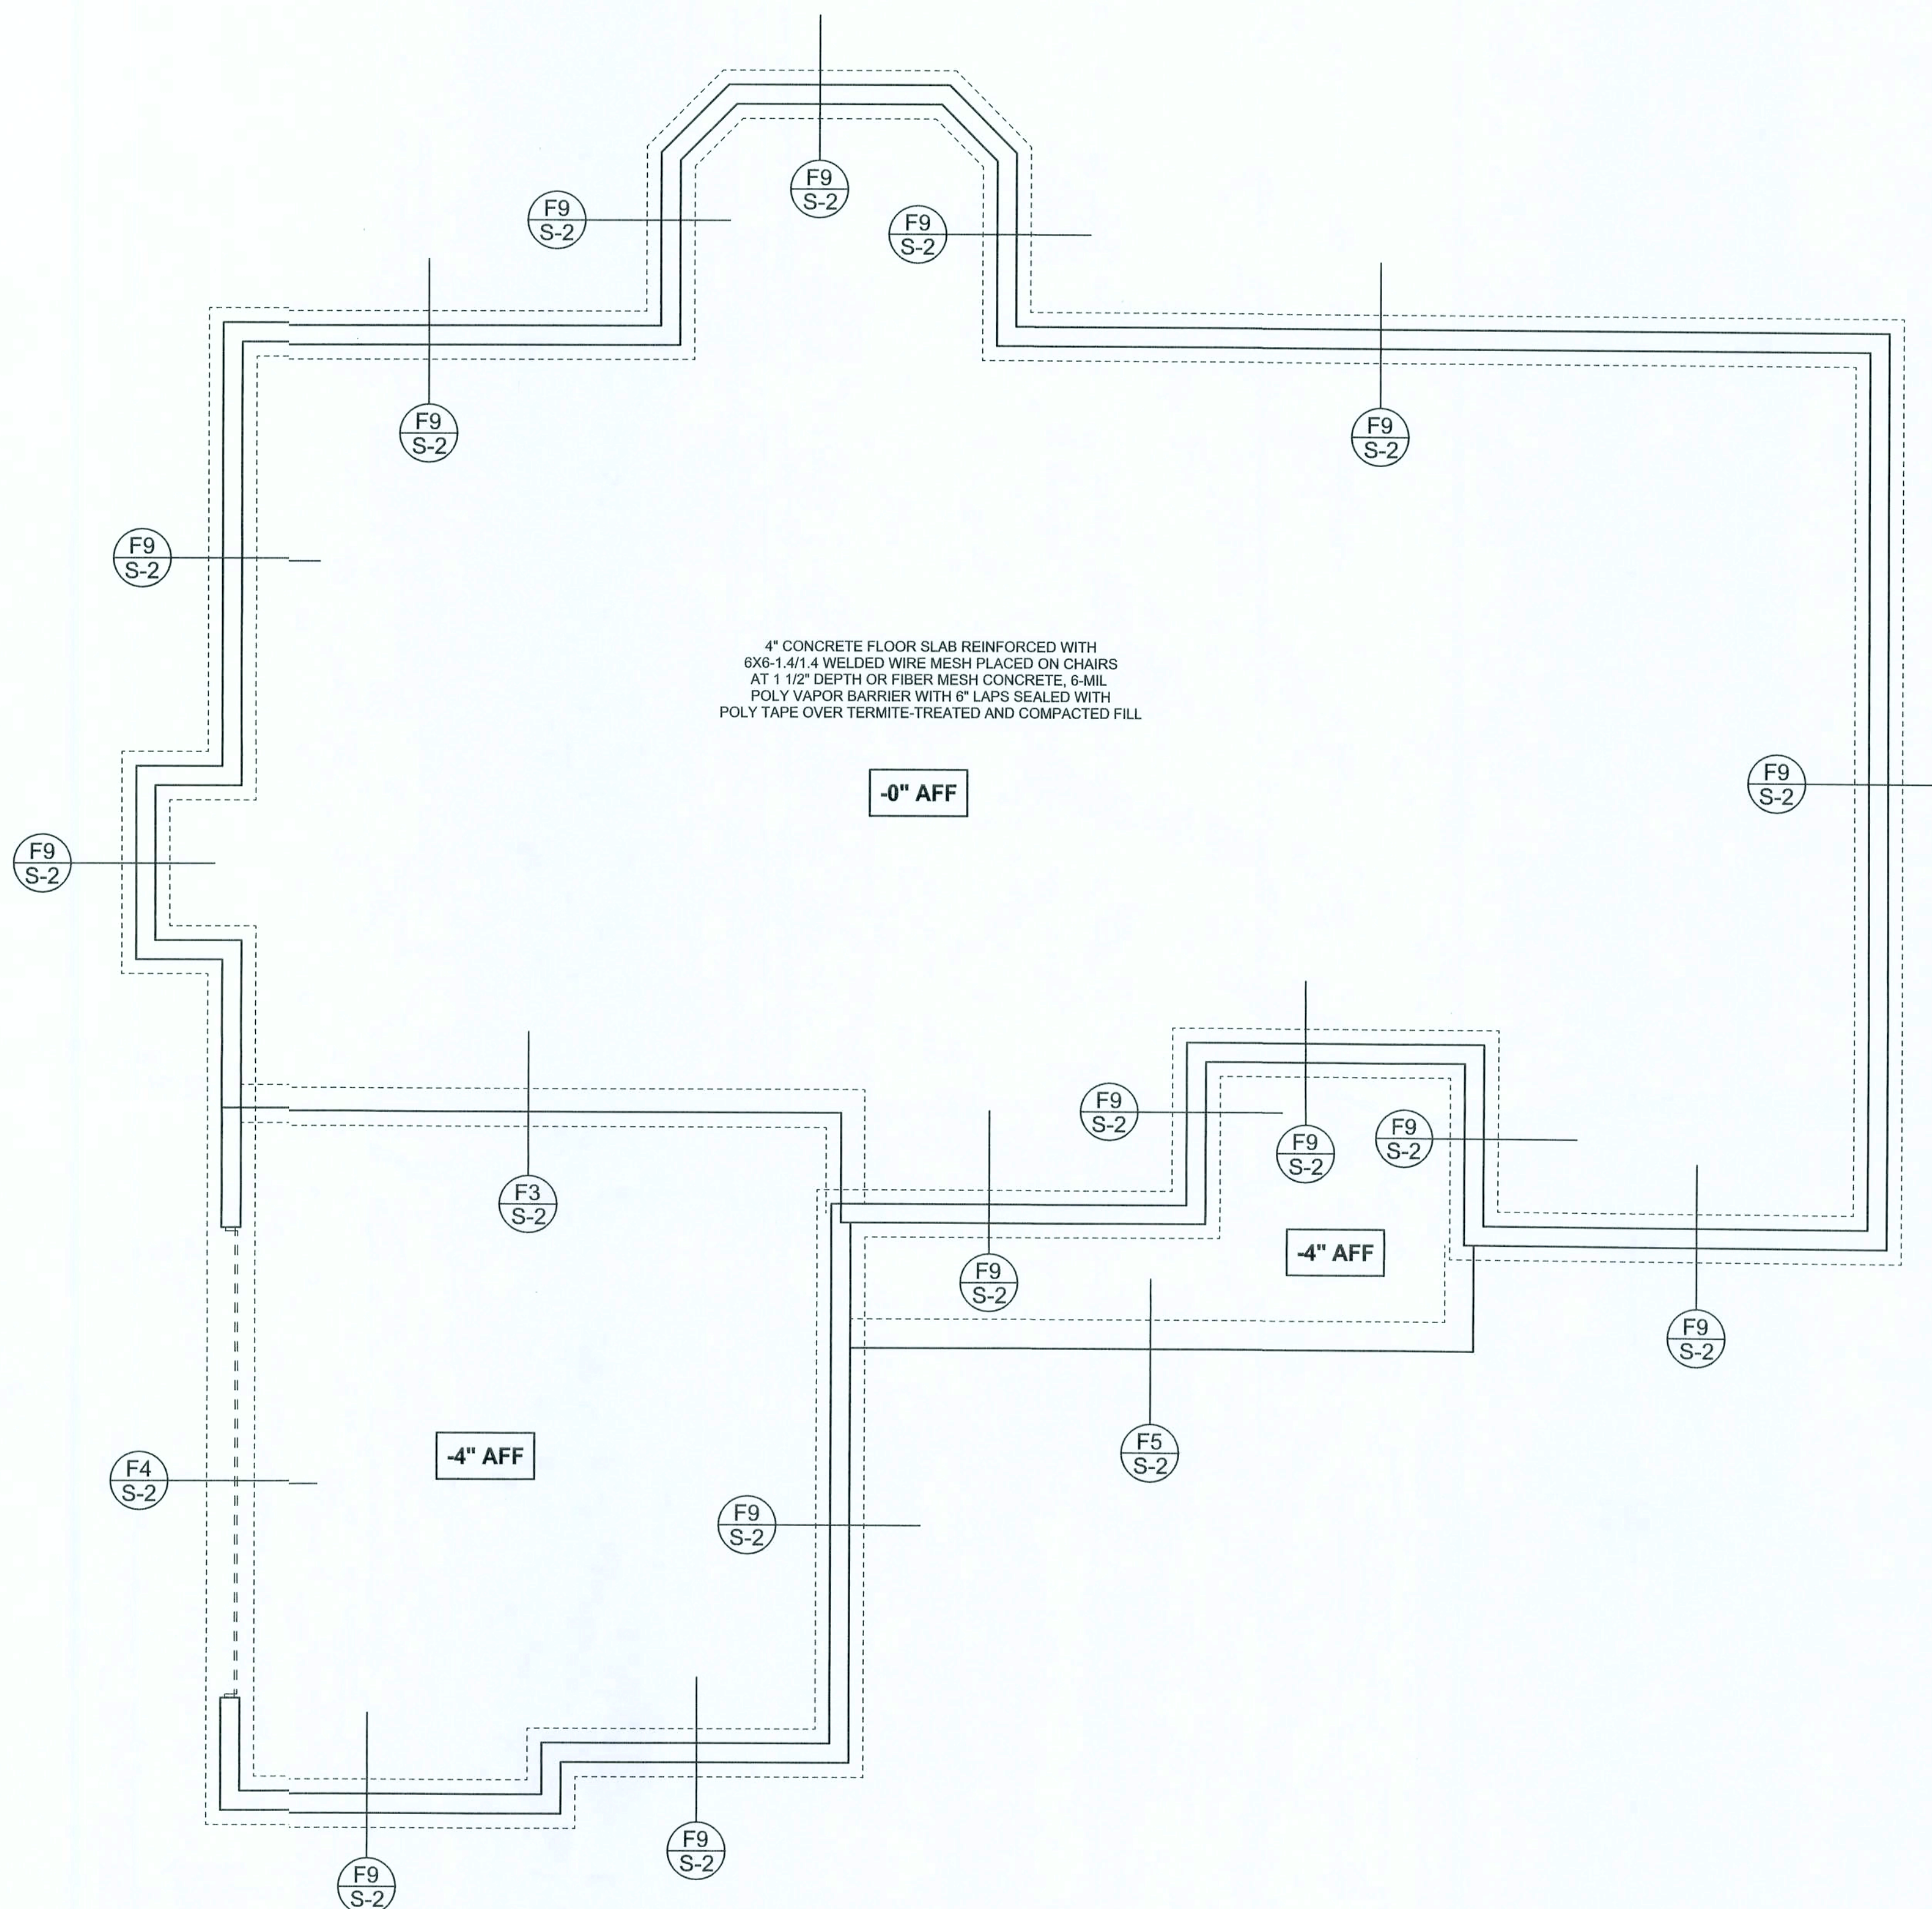 F9
S-2
F9
S-2
F9
S-2
F9
S-2
F9
S-2
F9
S-2
4" CONCRETE FLOOR SLAB REINFORCED WITH
6X6-1.4/1.4 WELDED WIRE MESH PLACED ON CHAIRS
AT 1 1/2" DEPTH OR FIBER MESH CONCRETE, 6-MIL
POLY VAPOR BARRIER WITH 6" LAPS SEALED WITH
POLY TAPE OVER TERMITE-TREATED AND COMPACTED FILL
-0" AFF
F9
S-2
F9
S-2
F9
S-2
F9
S-2
F9
S-2
F3
S-2
F9
S-2
-4" AFF
F9
S-2
F5
S-2
-4" AFF
F4
S-2
F9
S-2
F9
S-2
F9
S-2